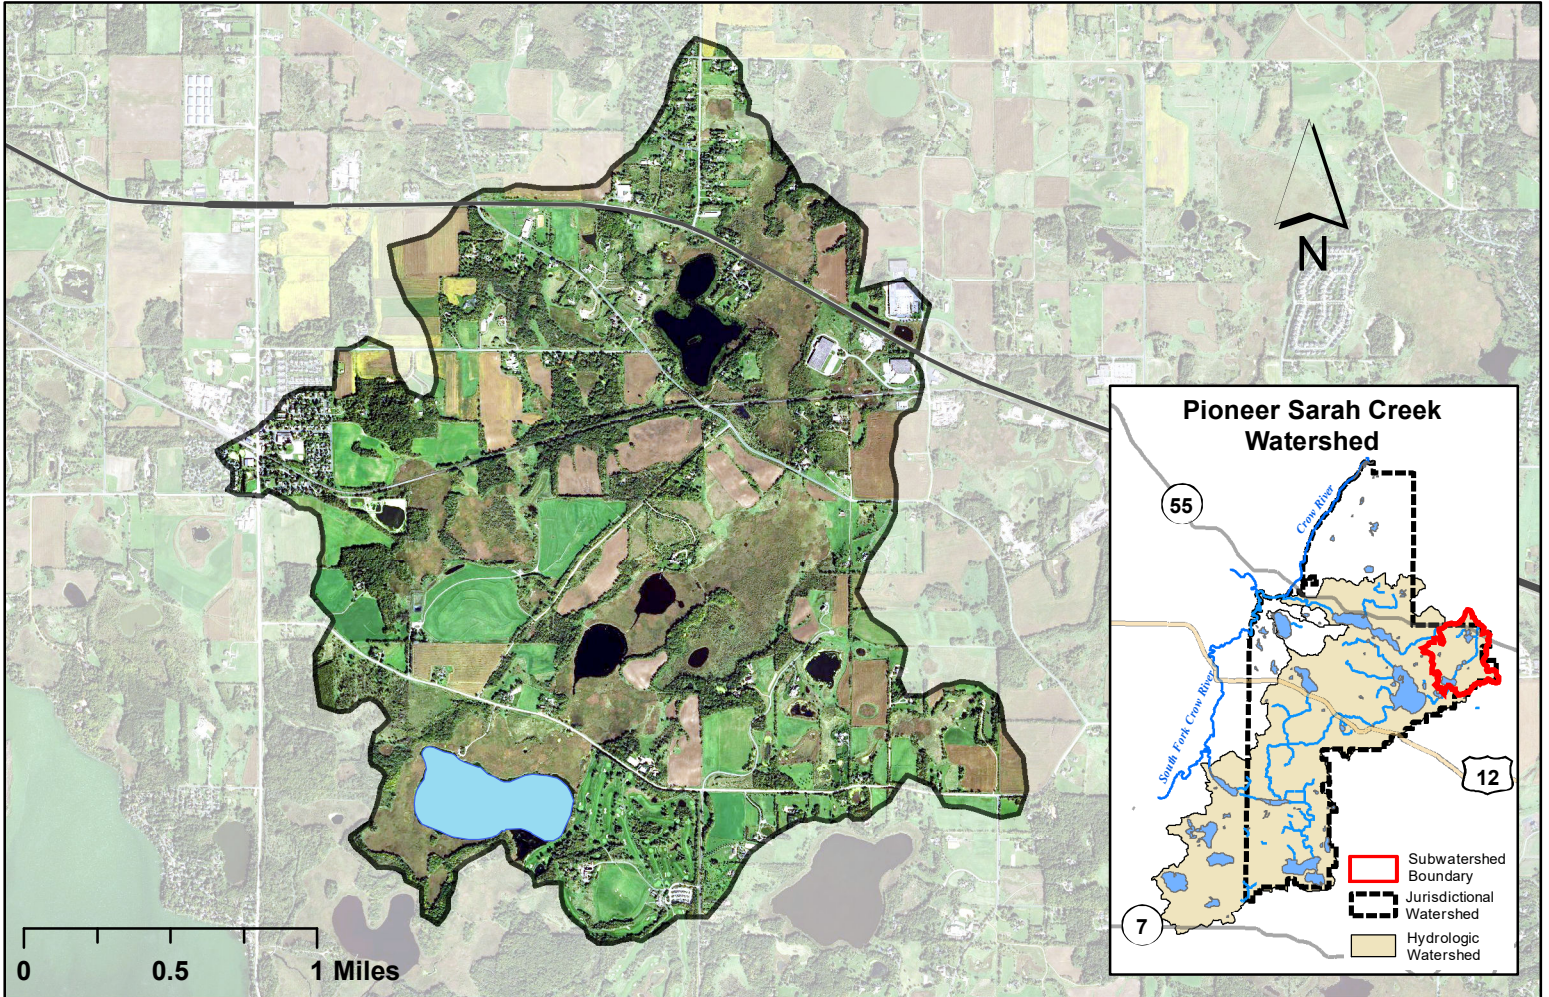 N
Pioneer Sarah Creek
Watershed
55
Crow River
South Fork Crow River
12
7
Subwatershed
Boundary
Jurisdictional
Watershed
Hydrologic
Watershed
0
0.5
1 Miles